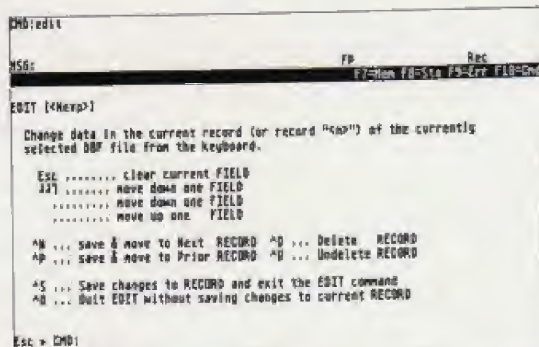 CMD:edit
MSG: FP Rec
F7=Mem F8=Sto F9=Err F10=Cmd
EDIT [<Nexp>]
Change data in the current record (or record "<n>") of the currently
selected DBF file from the keyboard.
Esc ........ clear current FIELD
....... move down one FIELD
......... move down one FIELD
......... move up one FIELD
^N ... save & move to Next RECORD ^D ... Delete RECORD
^P ... save & move to Prior RECORD ^U ... Undelete RECORD
^S ... Save changes to RECORD and exit the EDIT command
^Q ... Quit EDIT without saving changes to current RECORD
Esc + CMD: